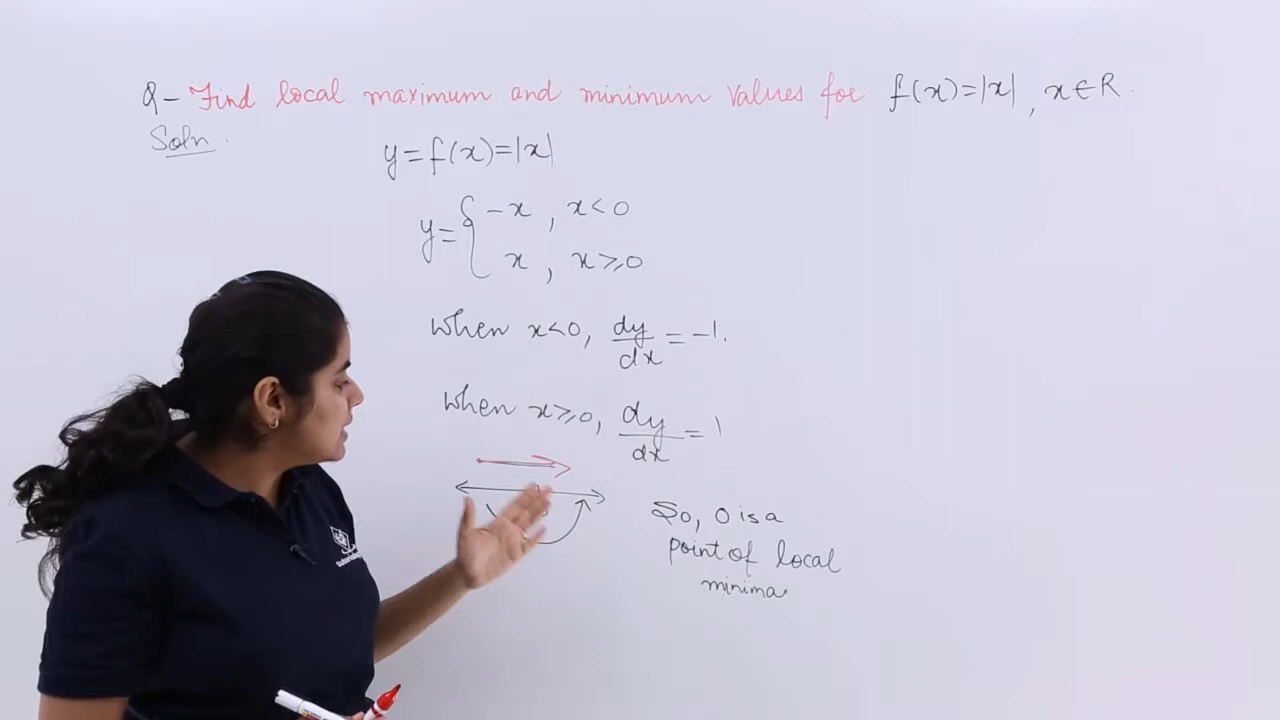 Q- Find local maximum and minimum values for f(x)=|x| , x∈R.
Soln.
y=f(x)=|x|
y={ -x , x<0
x , x≥0
When x<0, dy/dx = -1.
When x≥0, dy/dx = 1
So, 0 is a
point of local
minima